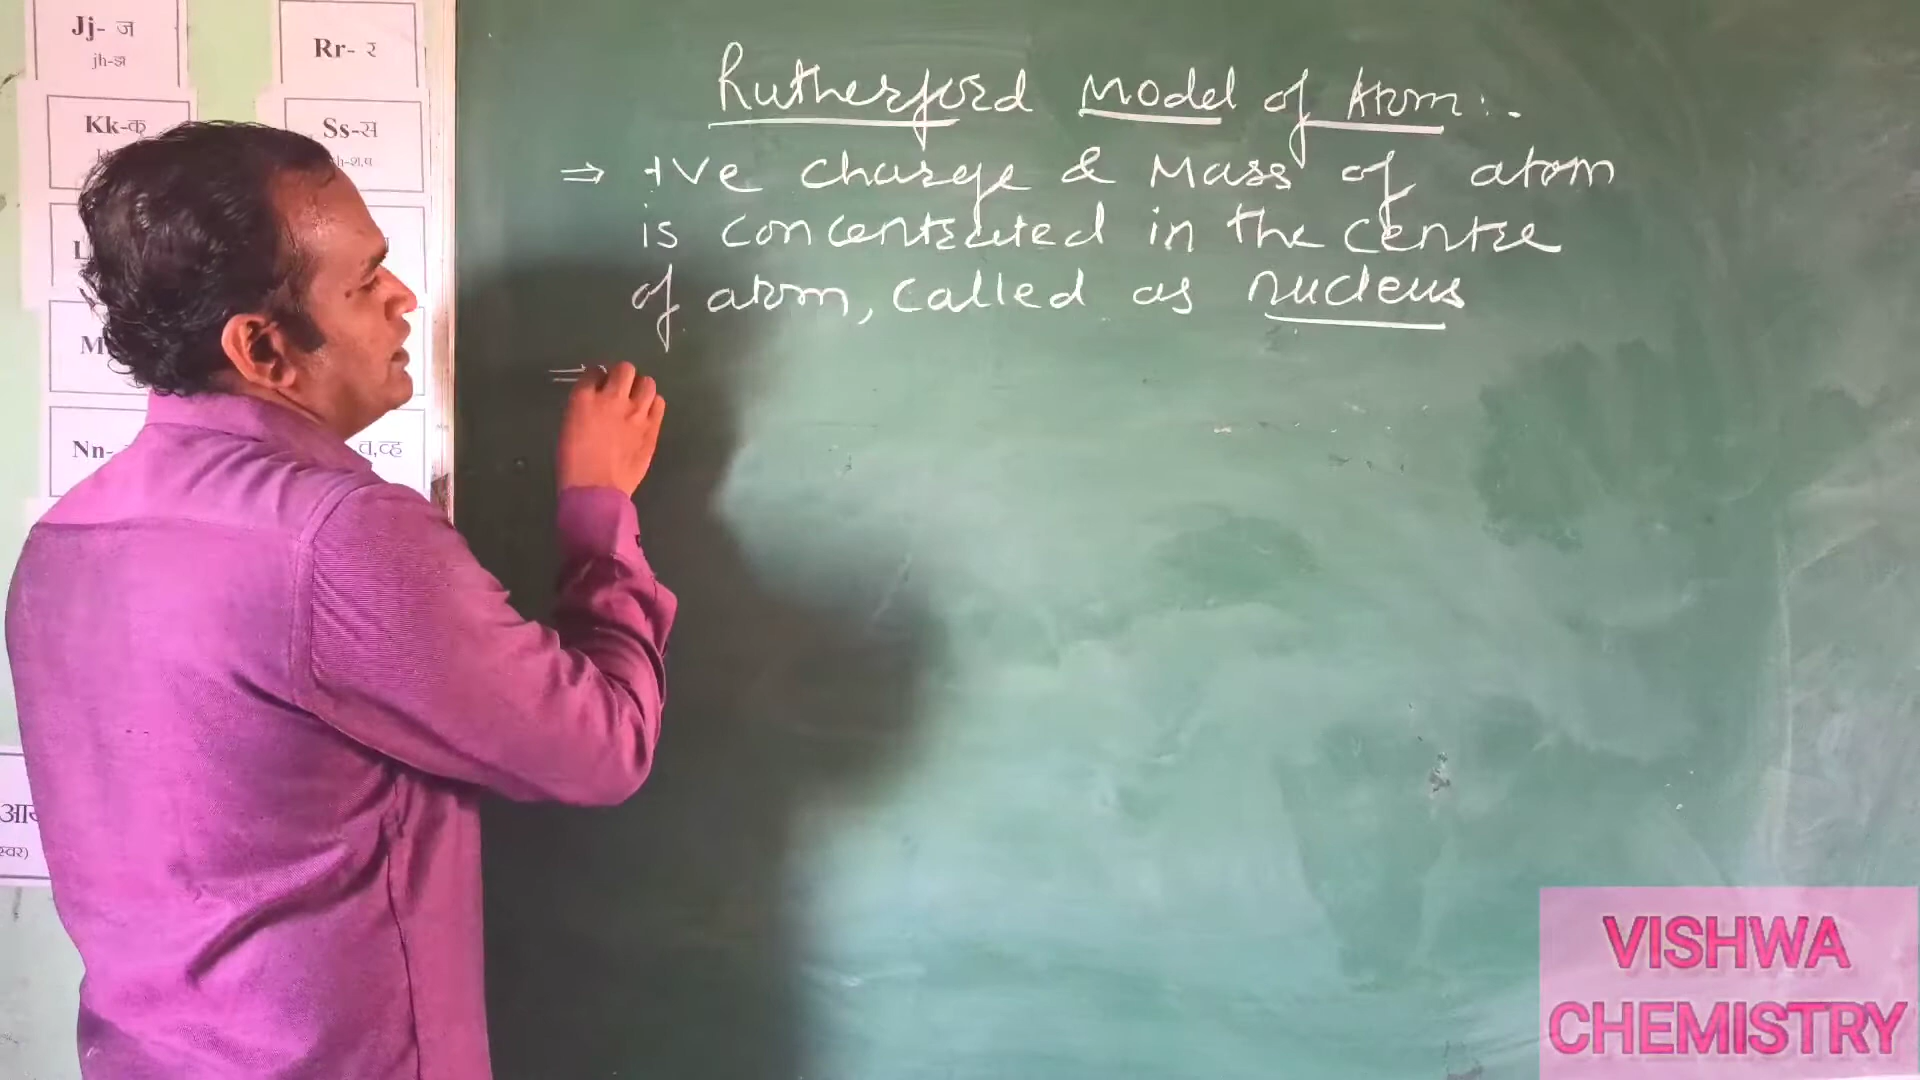 Jj- ज
jh-झ
Rr- र
Kk-क
Ss-स
h-श,ष
Nn-
व,व्ह
Rutherford Model of Atom:-
⇒ +Ve charge & Mass of atom
is concentrated in the centre
of atom, called as nucleus
⇒
VISHWA
CHEMISTRY